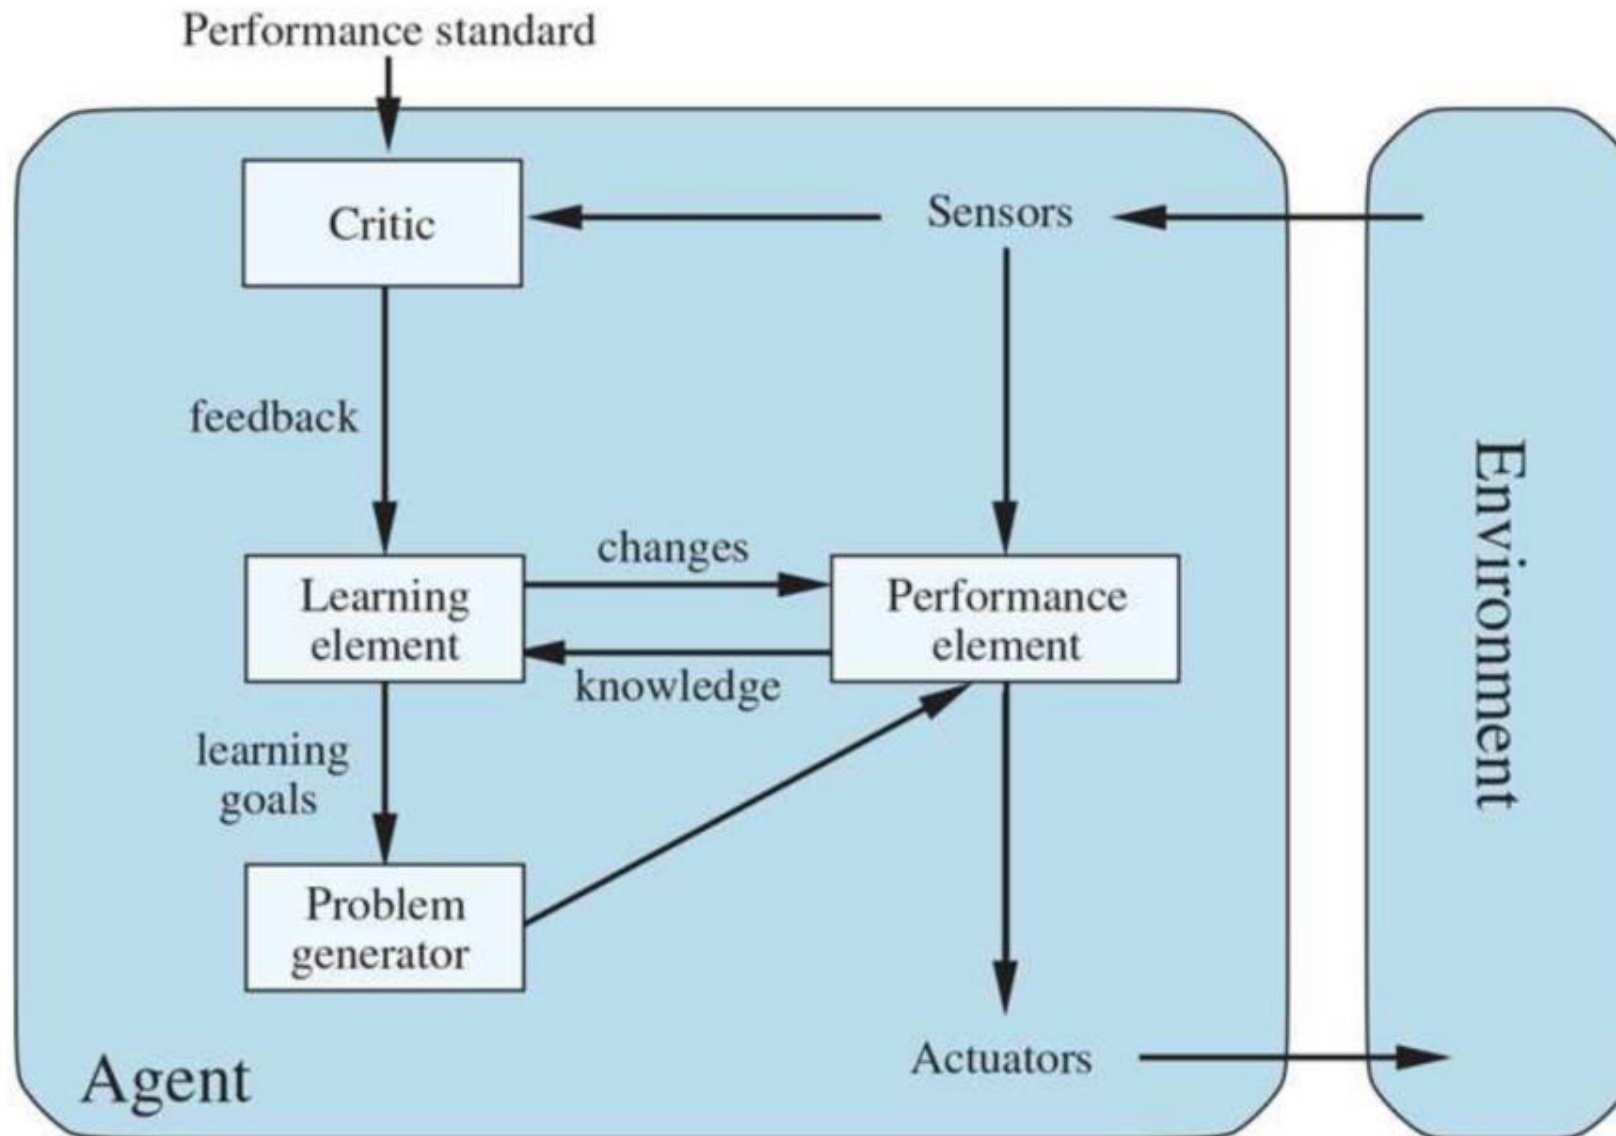 Performance standard
Critic
Sensors
feedback
changes
Learning
element
Performance
element
knowledge
learning
goals
Problem
generator
Agent
Actuators
Environment